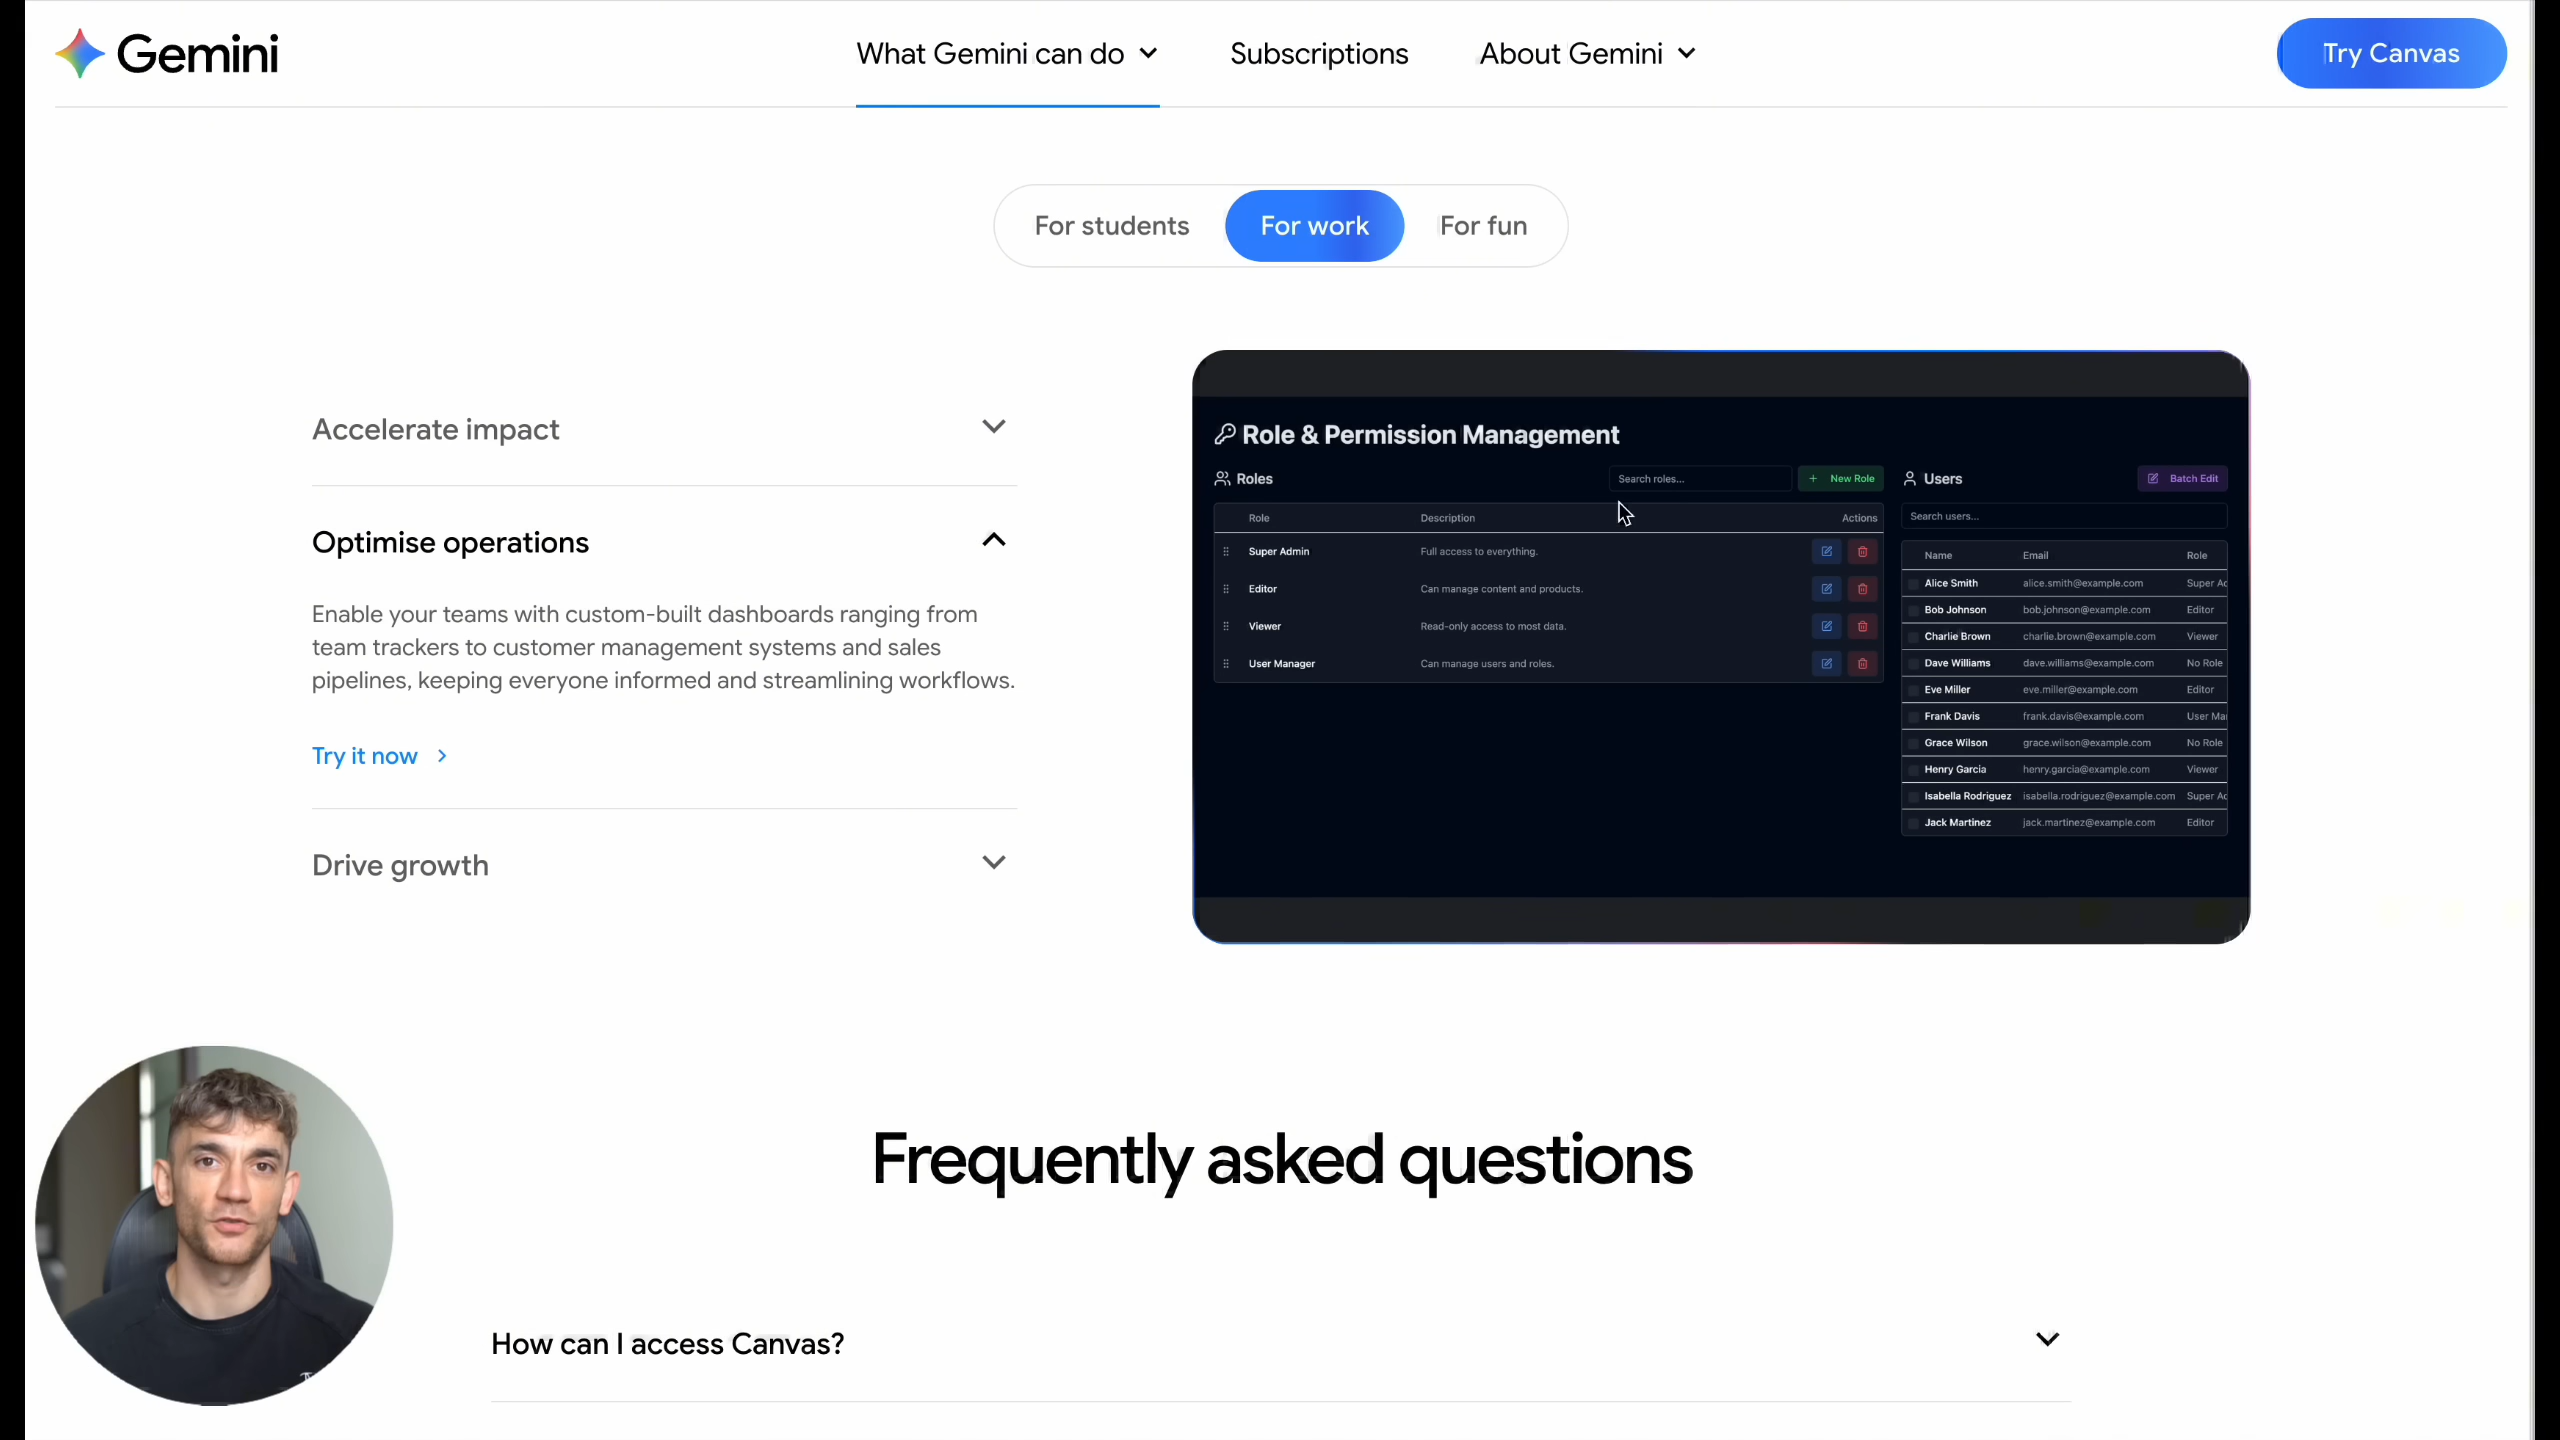 Gemini
What Gemini can do
Subscriptions
About Gemini
Try Canvas
For students
For work
For fun
Accelerate impact
Optimise operations
Enable your teams with custom-built dashboards ranging from
team trackers to customer management systems and sales
pipelines, keeping everyone informed and streamlining workflows.
Try it now
Drive growth
Role & Permission Management
Roles
Search roles...
+ New Role
Role Description Actions
Super Admin Full access to everything.
Editor Can manage content and products.
Viewer Read-only access to most data.
User Manager Can manage users and roles.
Users
Batch Edit
Search users...
Name Email Role
Alice Smith alice.smith@example.com Super Ac
Bob Johnson bob.johnson@example.com Editor
Charlie Brown charlie.brown@example.com Viewer
Dave Williams dave.williams@example.com No Role
Eve Miller eve.miller@example.com Editor
Frank Davis frank.davis@example.com User Ma
Grace Wilson grace.wilson@example.com No Role
Henry Garcia henry.garcia@example.com Viewer
Isabella Rodriguez isabella.rodriguez@example.com Super Ac
Jack Martinez jack.martinez@example.com Editor
Frequently asked questions
How can I access Canvas?